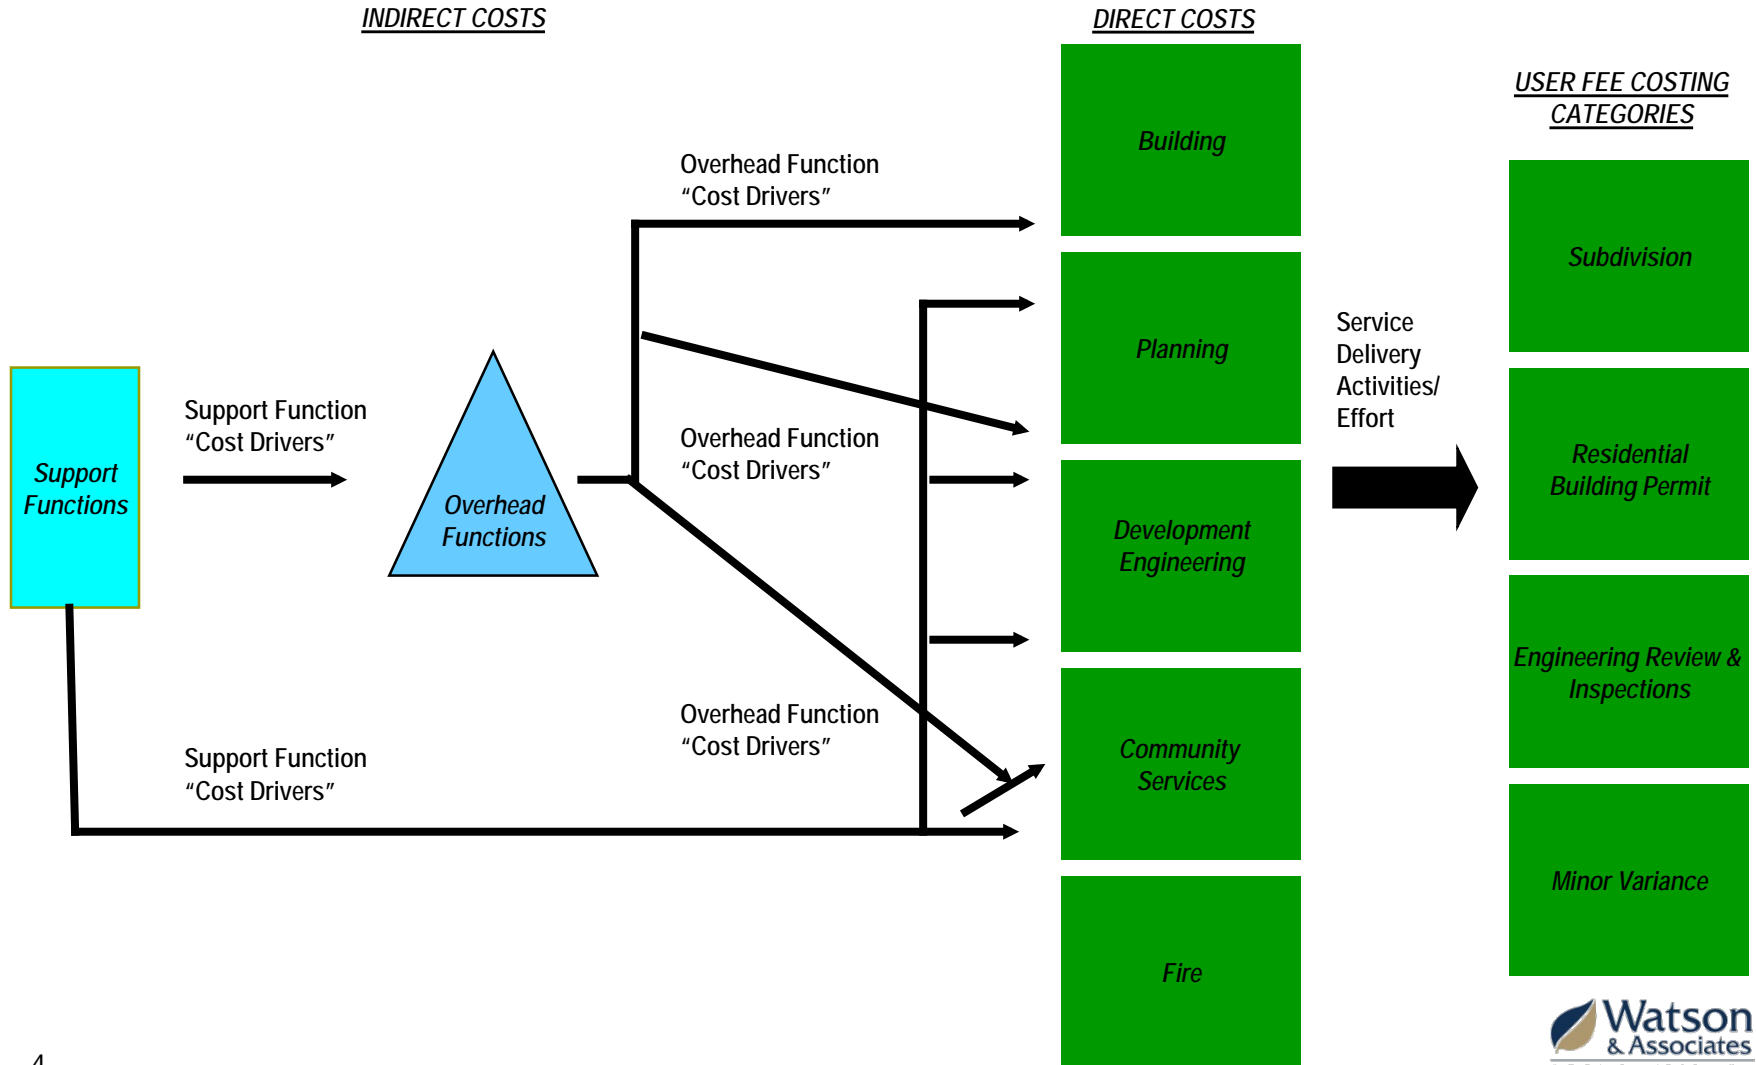 INDIRECT COSTS
DIRECT COSTS
USER FEE COSTING
CATEGORIES
Building
Overhead Function
“Cost Drivers”
Subdivision
Planning
Service
Delivery
Activities/
Effort
Support Function
“Cost Drivers”
Overhead Function
“Cost Drivers”
Support
Functions
Overhead
Functions
Residential
Building Permit
Development
Engineering
Engineering Review &
Inspections
Overhead Function
“Cost Drivers”
Support Function
“Cost Drivers”
Community
Services
Minor Variance
Fire
Watson
& Associates
4